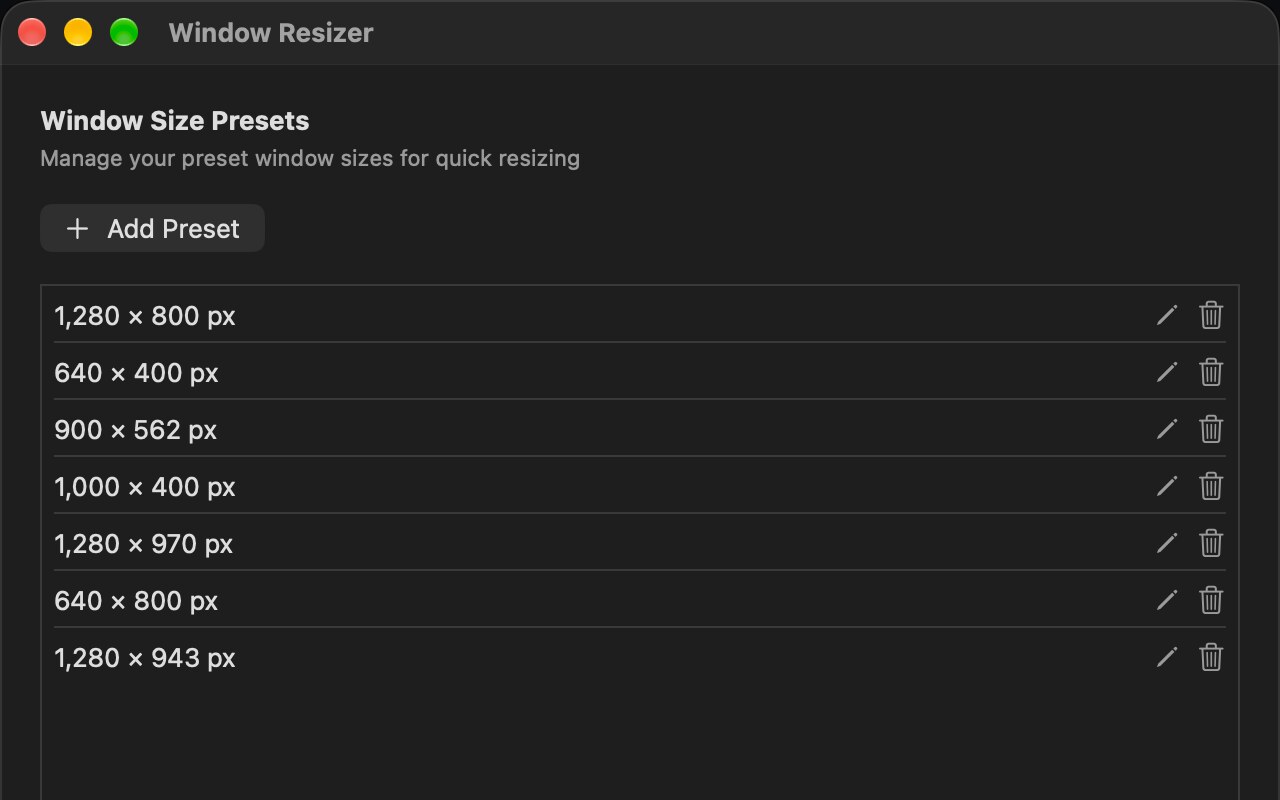 Window Resizer
Window Size Presets
Manage your preset window sizes for quick resizing
Add Preset
1,280 × 800 px
640 × 400 px
900 × 562 px
1,000 × 400 px
1,280 × 970 px
640 × 800 px
1,280 × 943 px